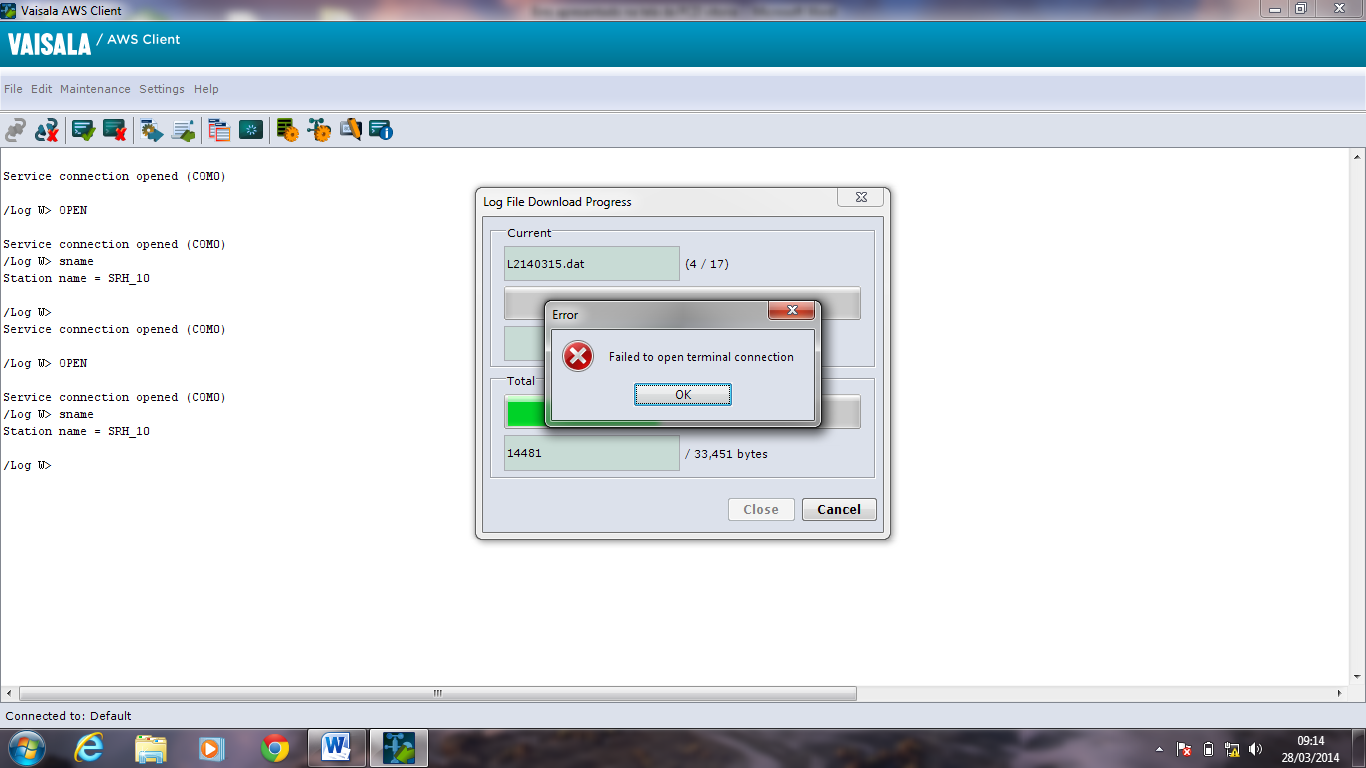 Vaisala AWS Client
VAISALA / AWS Client
File Edit Maintenance Settings Help
Service connection opened (COM0)
/Log W> OPEN
Service connection opened (COM0)
/Log W> sname
Station name = SRH_10
/Log W>
Service connection opened (COM0)
/Log W> OPEN
Service connection opened (COM0)
/Log W> sname
Station name = SRH_10
/Log W>
Log File Download Progress
Current
L2140315.dat (4 / 17)
Error
Failed to open terminal connection
OK
Total
14481 / 33,451 bytes
Close Cancel
Connected to: Default
09:14
28/03/2014